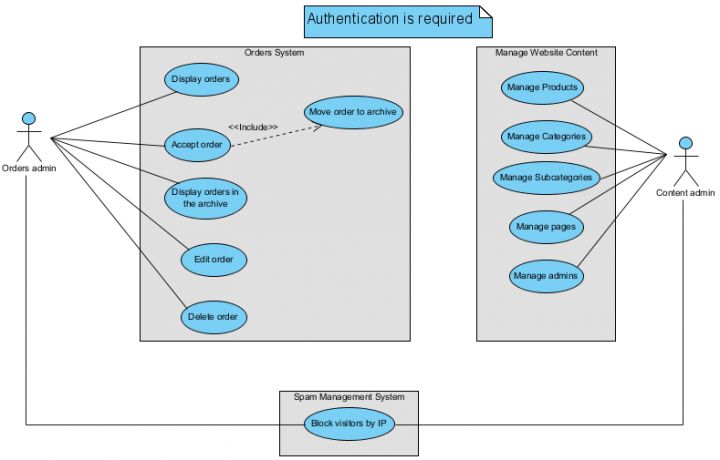 Authentication is required
Orders System
Display orders
<<Include>>
Move order to archive
Accept order
Display orders in
the archive
Edit order
Delete order
Orders admin
Manage Website Content
Manage Products
Manage Categories
Manage Subcategories
Manage pages
Manage admins
Content admin
Spam Management System
Block visitors by IP